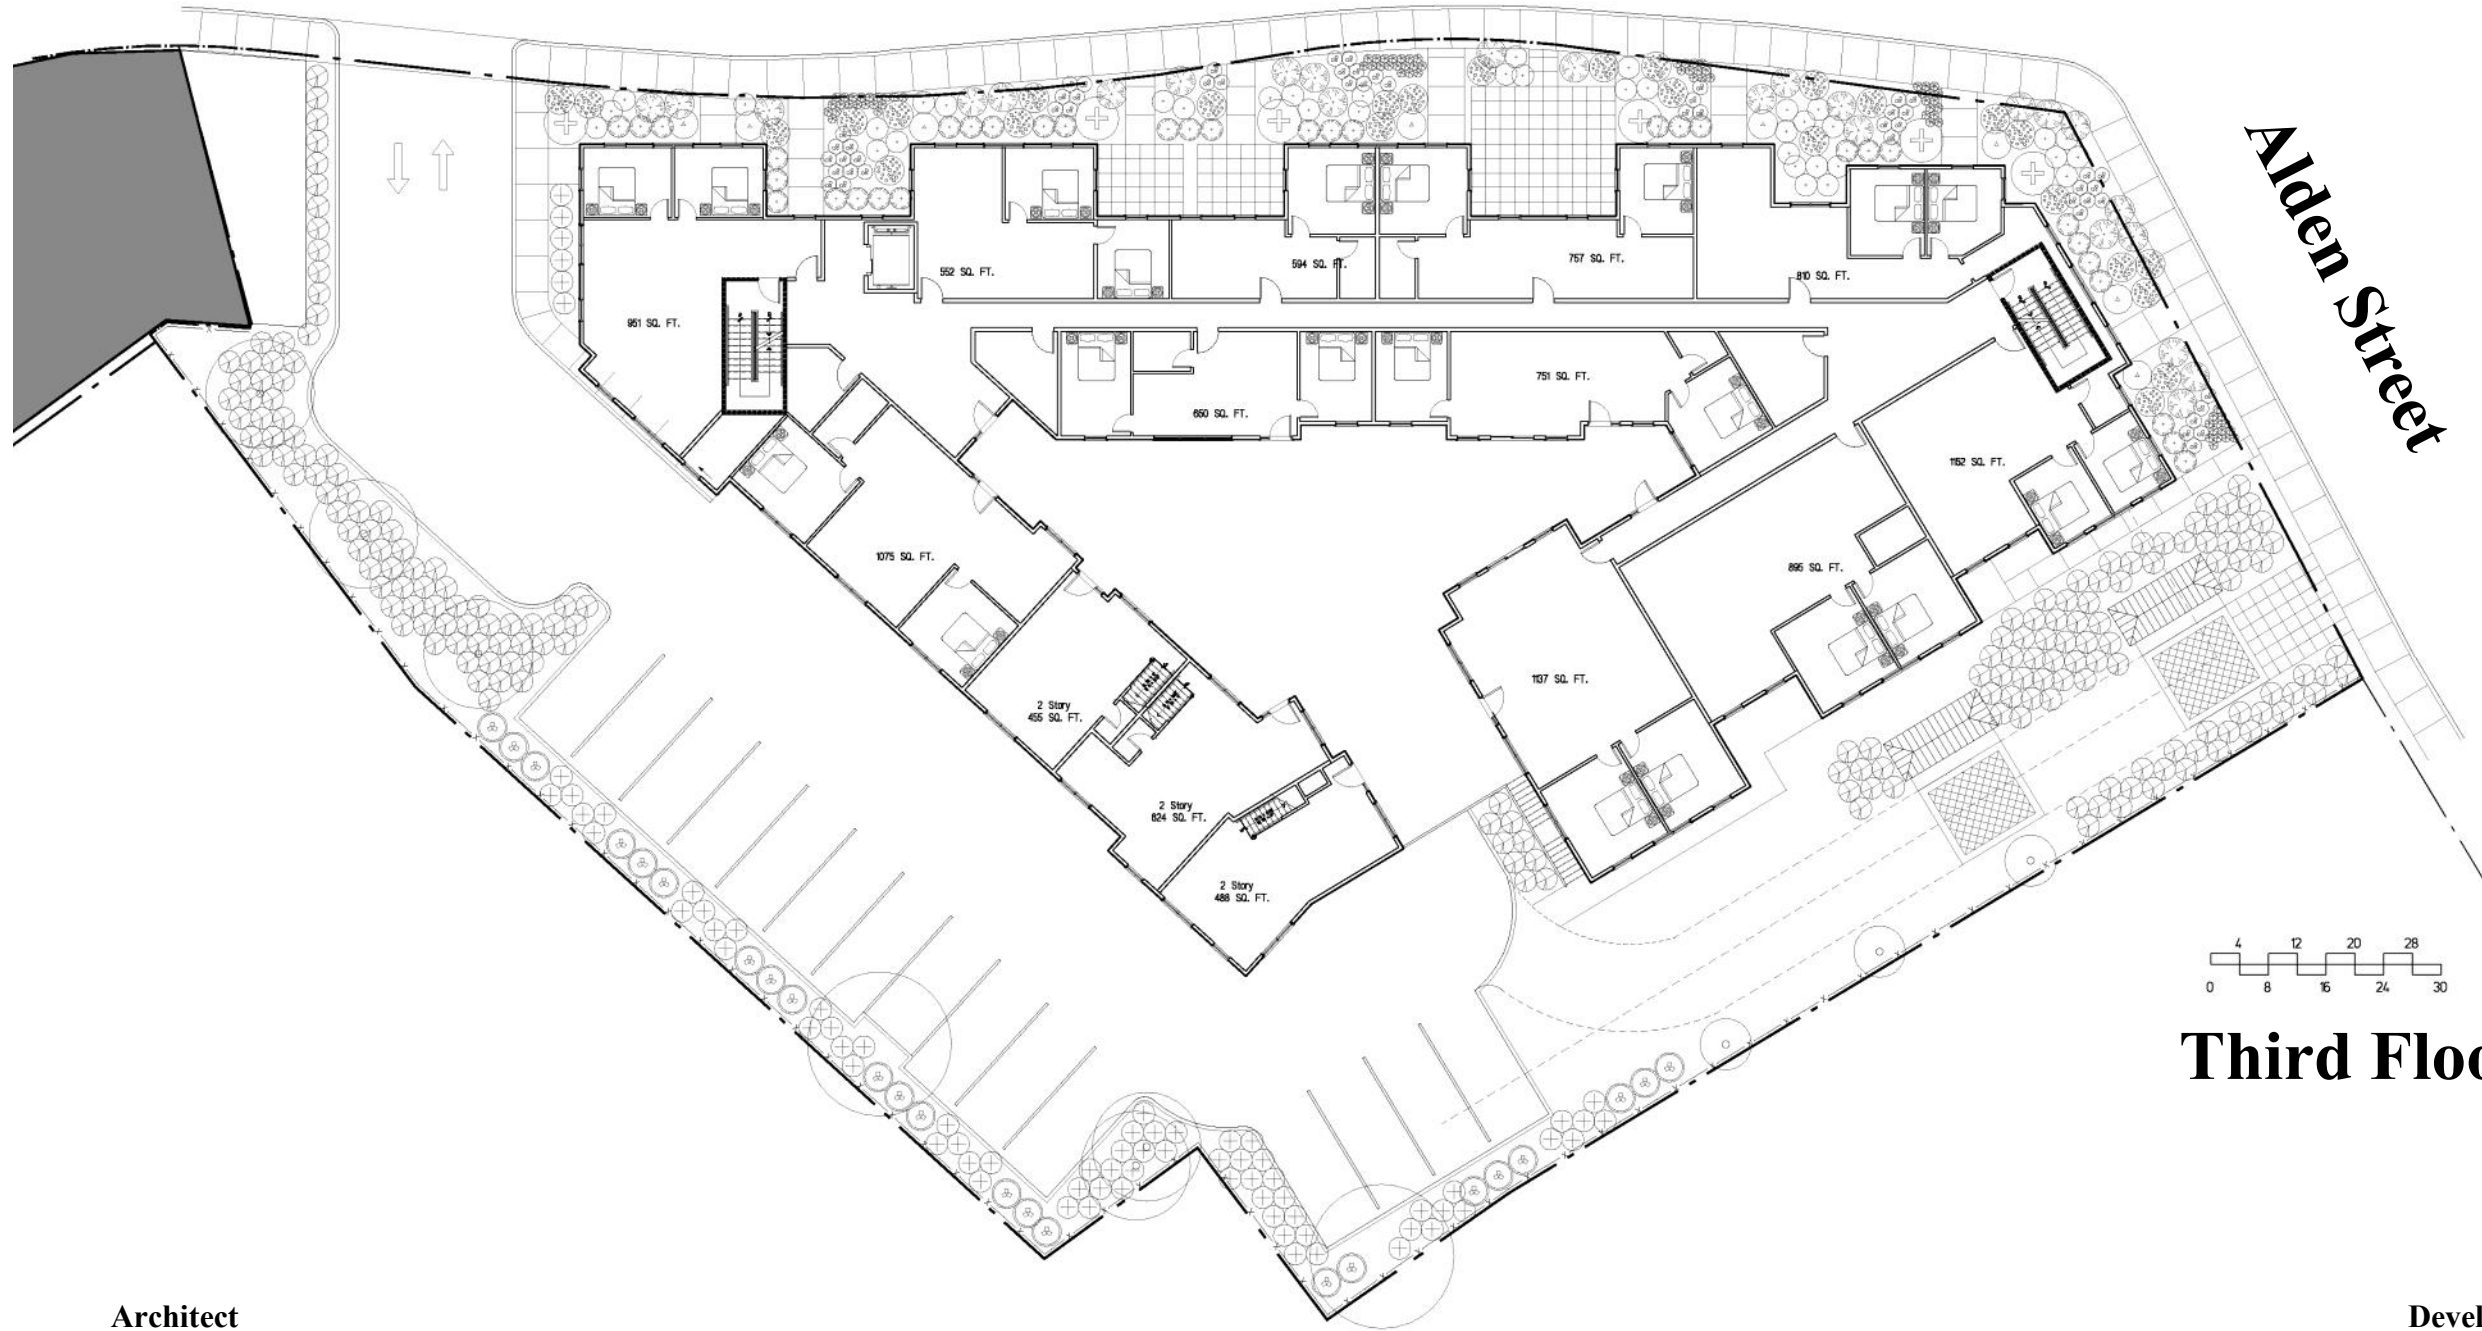 Alden Street
552 SQ. FT.
594 SQ. FT.
757 SQ. FT.
810 SQ. FT.
951 SQ. FT.
650 SQ. FT.
751 SQ. FT.
1152 SQ. FT.
1075 SQ. FT.
895 SQ. FT.
1137 SQ. FT.
2 Story
455 SQ. FT.
2 Story
624 SQ. FT.
2 Story
488 SQ. FT.
4 12 20 28
0 8 16 24 30
Third Floo
Architect
Devel